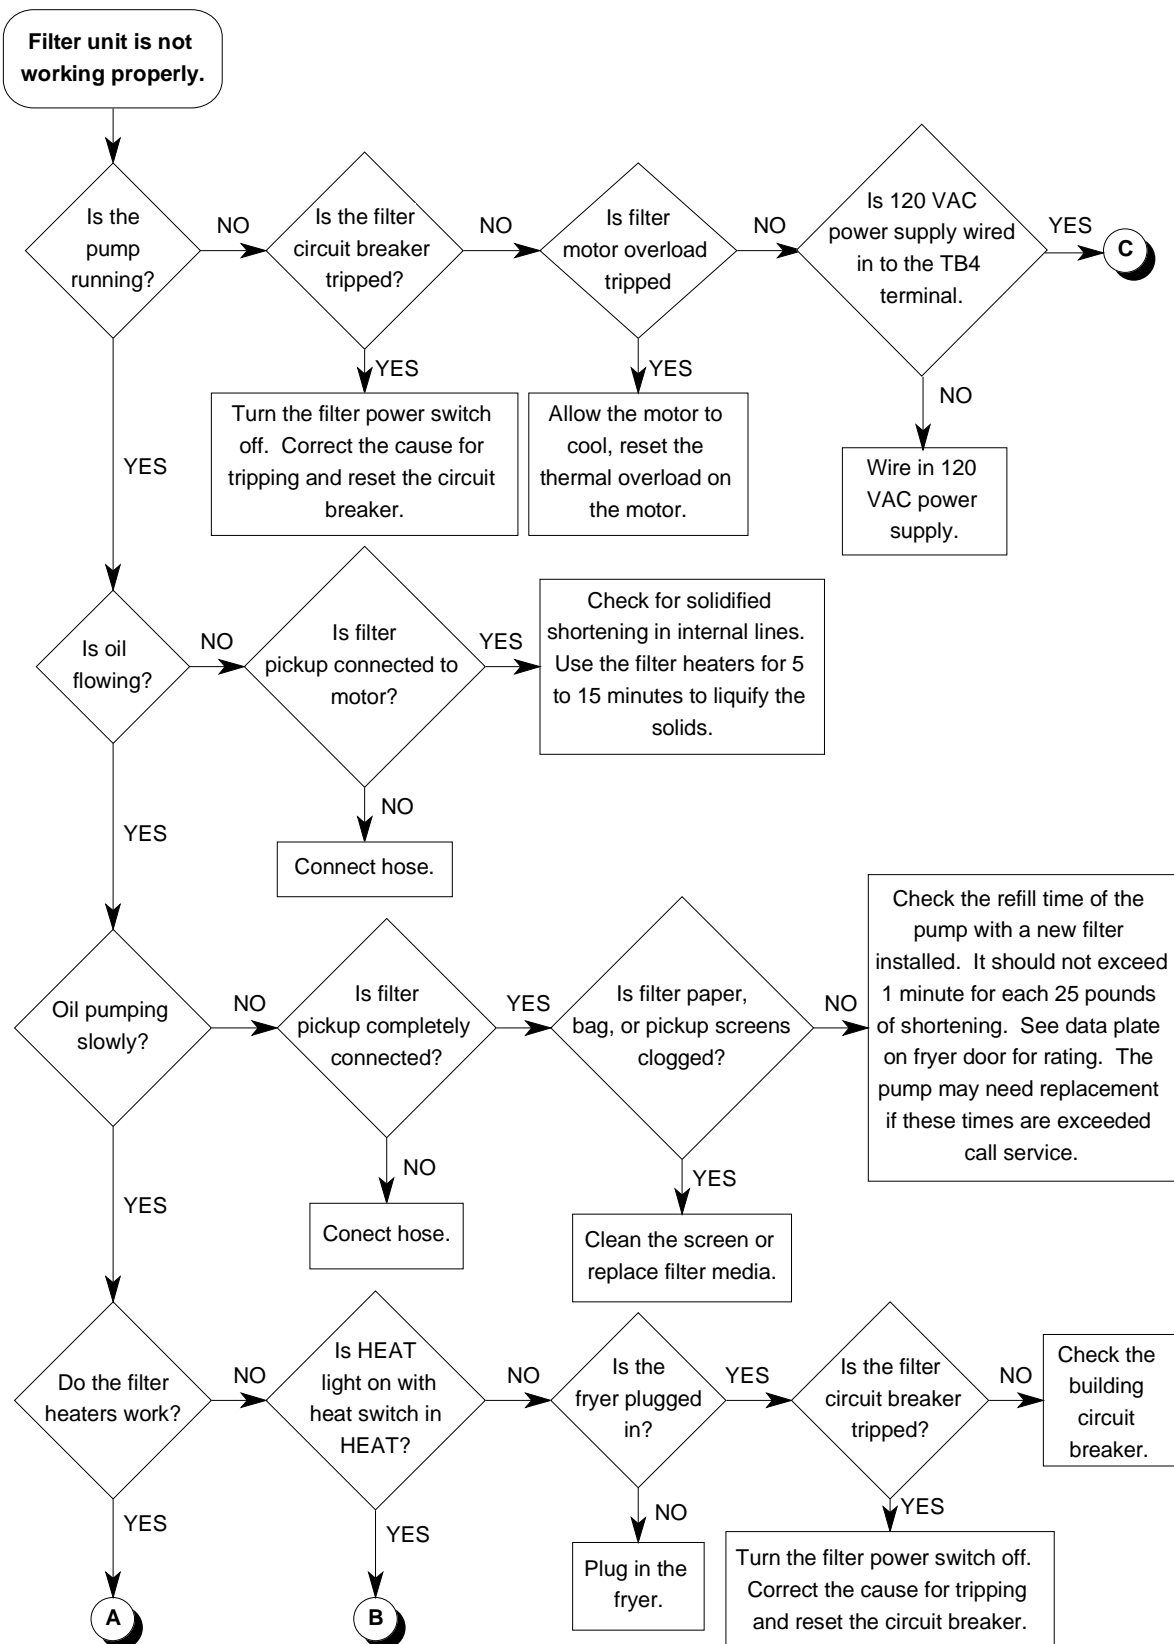 Filter unit is not
working properly.
Is the
pump
running?
NO
Is the filter
circuit breaker
tripped?
NO
Is filter
motor overload
tripped
NO
Is 120 VAC
power supply wired
in to the TB4
terminal.
YES
C
YES
YES
NO
Turn the filter power switch
off. Correct the cause for
tripping and reset the circuit
breaker.
Allow the motor to
cool, reset the
thermal overload on
the motor.
Wire in 120
VAC power
supply.
YES
Is oil
flowing?
NO
Is filter
pickup connected to
motor?
YES
Check for solidified
shortening in internal lines.
Use the filter heaters for 5
to 15 minutes to liquify the
solids.
NO
Connect hose.
YES
Oil pumping
slowly?
NO
Is filter
pickup completely
connected?
YES
Is filter paper,
bag, or pickup screens
clogged?
NO
Check the refill time of the
pump with a new filter
installed. It should not exceed
1 minute for each 25 pounds
of shortening. See data plate
on fryer door for rating. The
pump may need replacement
if these times are exceeded
call service.
NO
Conect hose.
YES
Clean the screen or
replace filter media.
YES
Do the filter
heaters work?
NO
Is HEAT
light on with
heat switch in
HEAT?
NO
Is the
fryer plugged
in?
YES
Is the filter
circuit breaker
tripped?
NO
Check the
building
circuit
breaker.
YES
A
YES
B
NO
Plug in the
fryer.
YES
Turn the filter power switch off.
Correct the cause for tripping
and reset the circuit breaker.